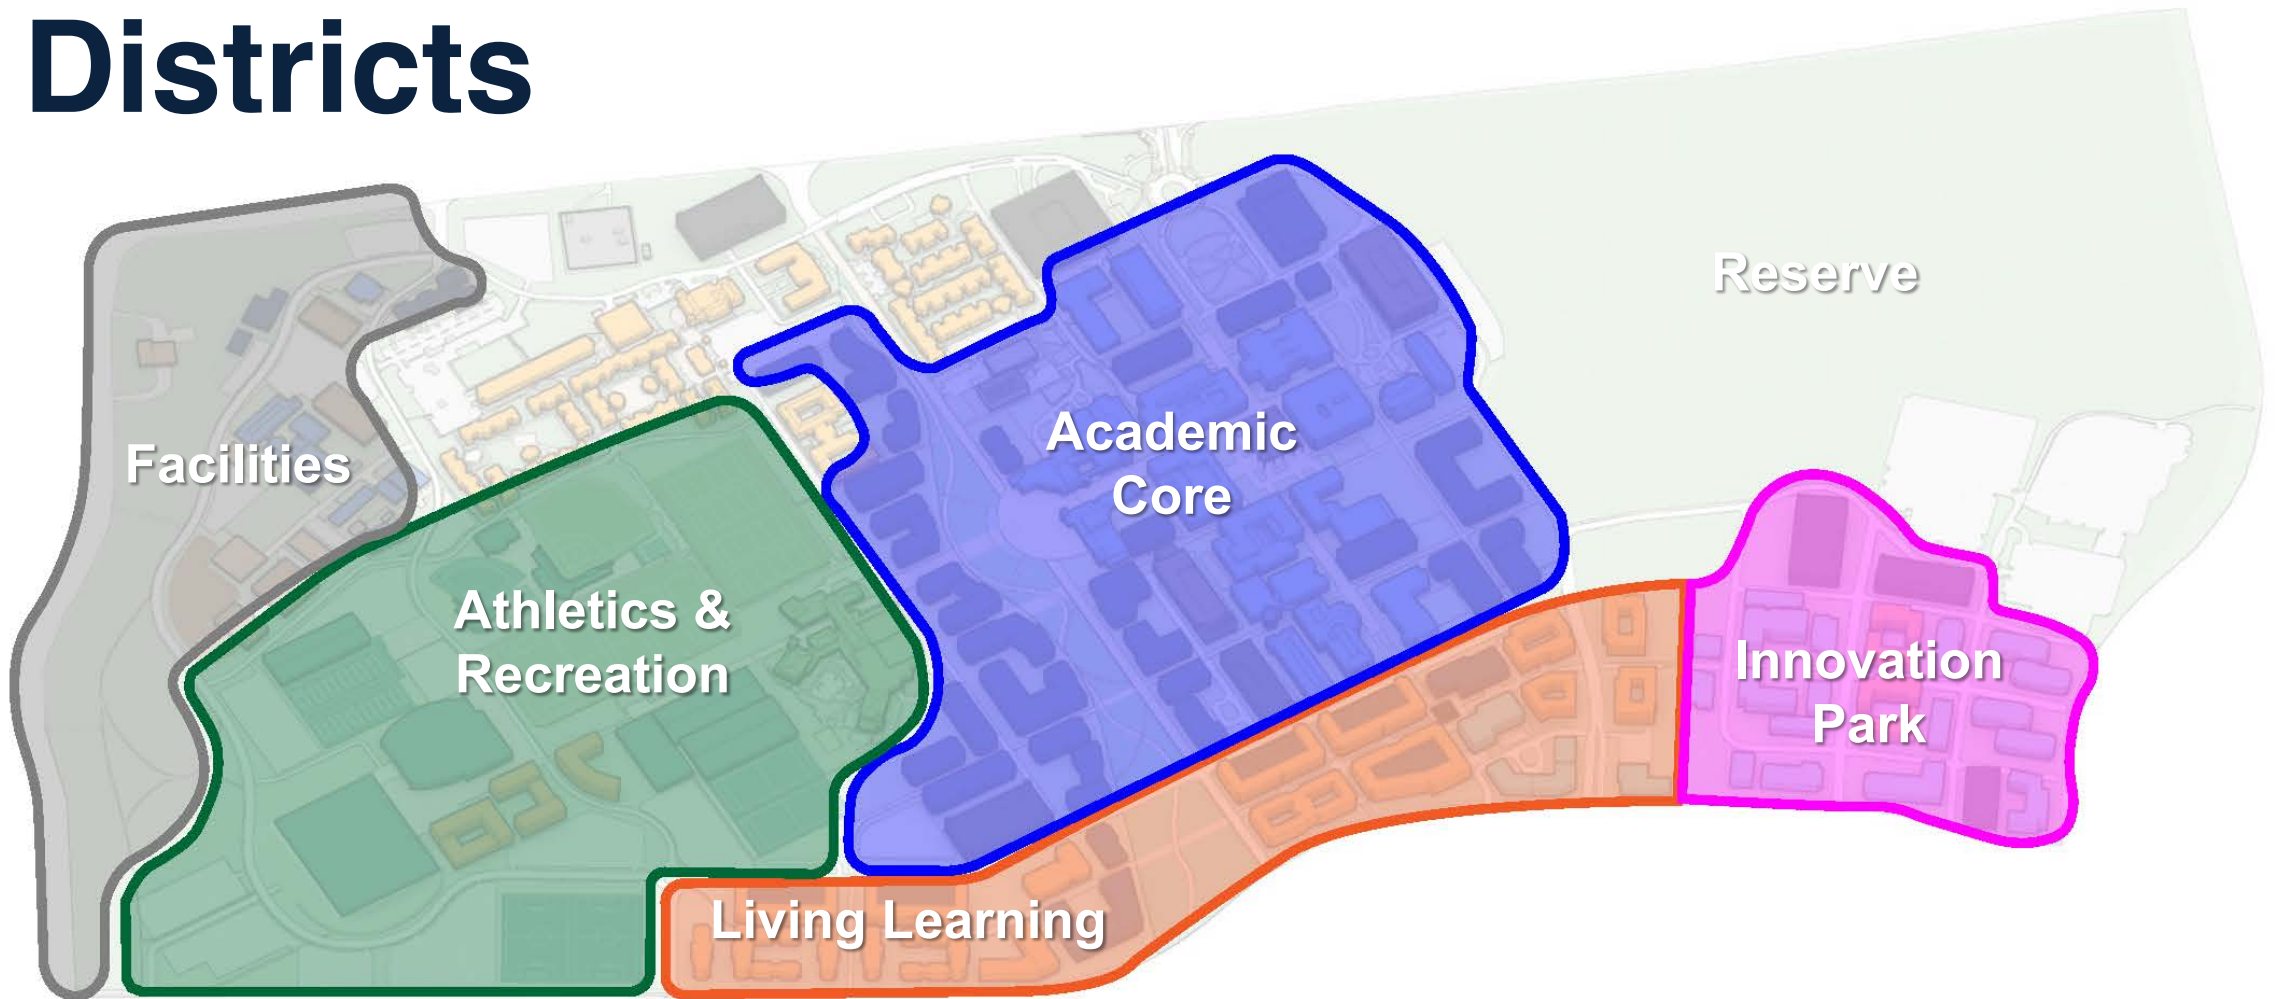 Districts
Reserve
Facilities
Academic
Core
Athletics &
Recreation
Innovation
Park
Living Learning